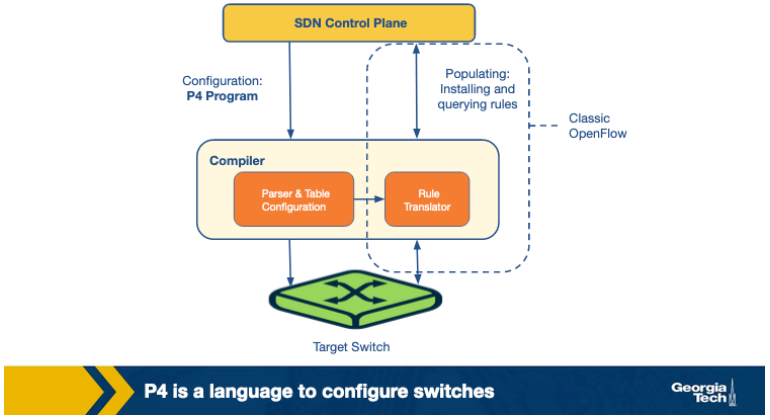 SDN Control Plane
Configuration:
P4 Program
Populating:
Installing and
querying rules
Classic
OpenFlow
Compiler
Parser & Table
Configuration
Rule
Translator
Target Switch
P4 is a language to configure switches
Georgia
Tech